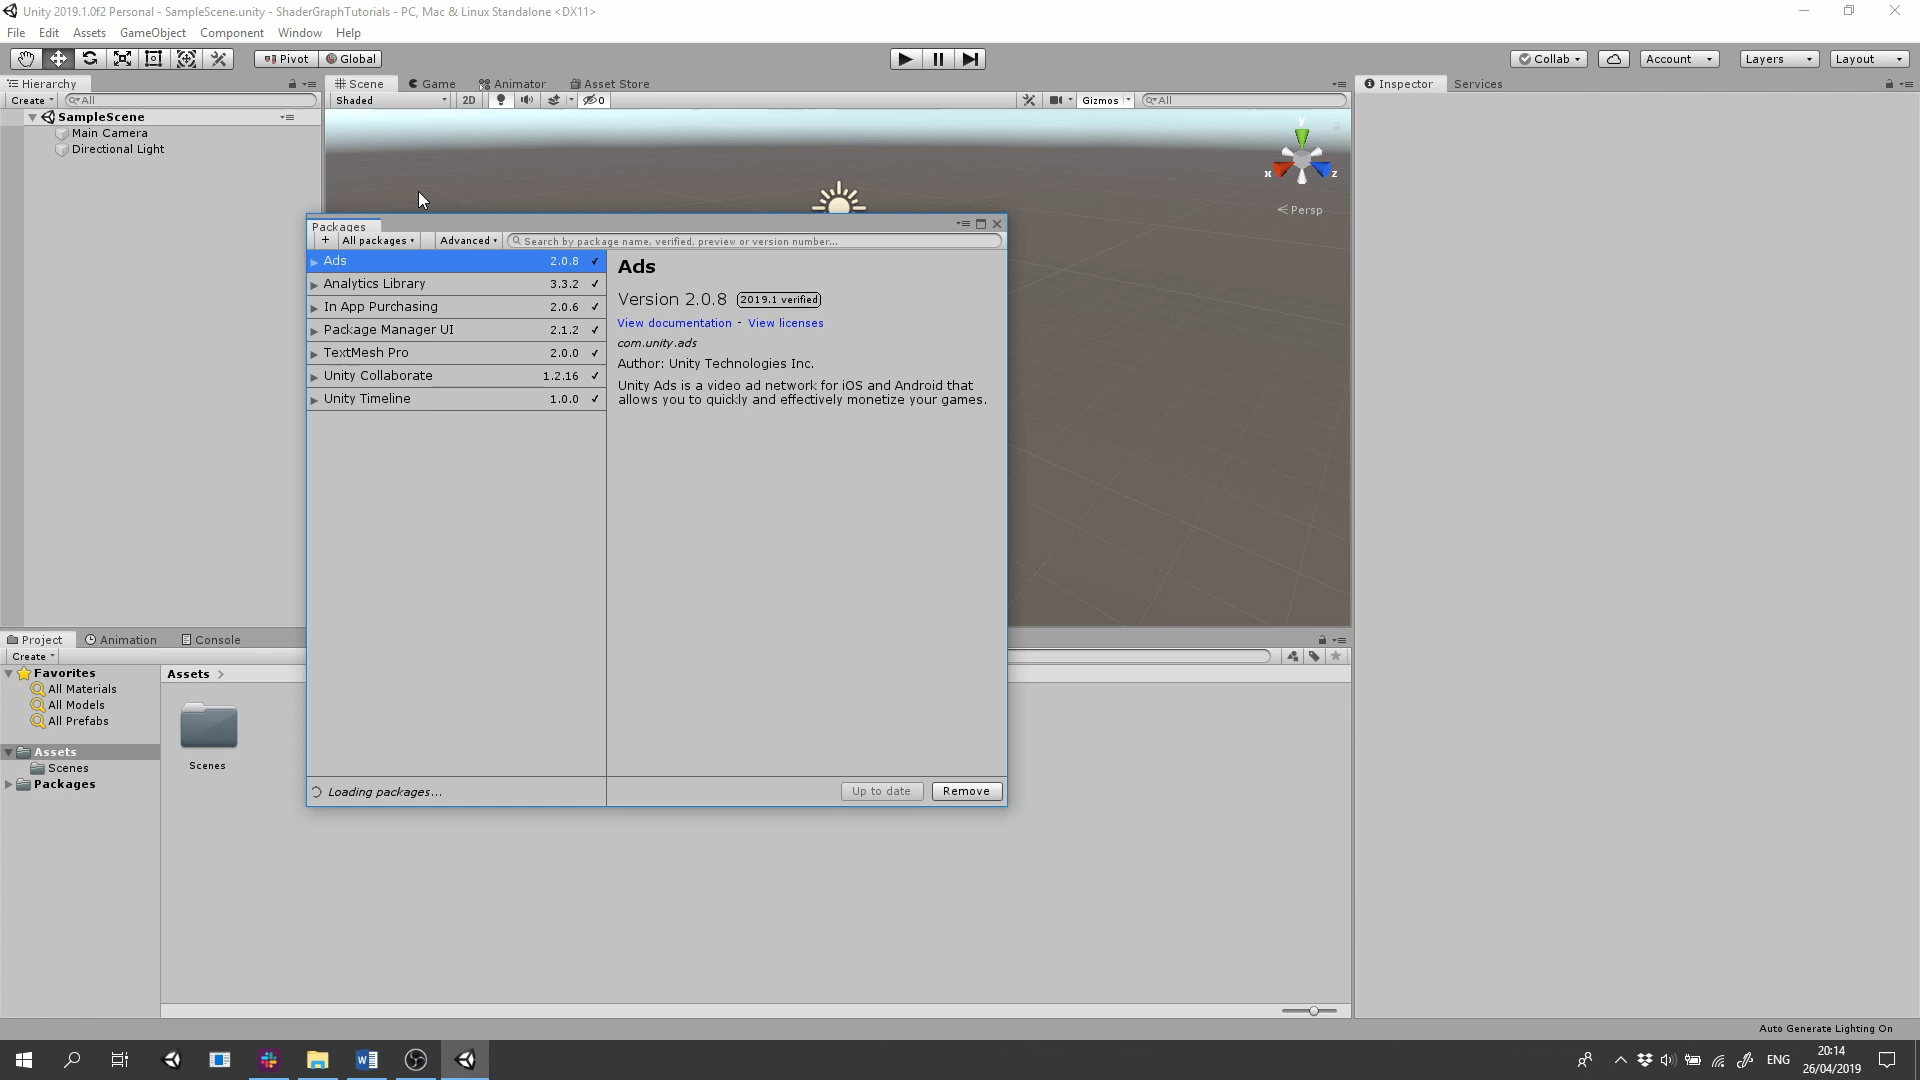 Unity 2019.1.0f2 Personal - SampleScene.unity - ShaderGraphTutorials - PC, Mac & Linux Standalone <DX11>
File Edit Assets GameObject Component Window Help
Pivot Global Collab Account Layers Layout
Hierarchy Scene Game Animator Asset Store Inspector Services
Create All Shaded 2D 0 Gizmos All
SampleScene
Main Camera
Directional Light
y
x z
Persp
Packages
+ All packages Advanced Search by package name, verified, preview or version number...
Ads 2.0.8
Analytics Library 3.3.2
In App Purchasing 2.0.6
Package Manager UI 2.1.2
TextMesh Pro 2.0.0
Unity Collaborate 1.2.16
Unity Timeline 1.0.0
Loading packages...
Ads
Version 2.0.8 2019.1 verified
View documentation - View licenses
com.unity.ads
Author: Unity Technologies Inc.
Unity Ads is a video ad network for iOS and Android that
allows you to quickly and effectively monetize your games.
Up to date Remove
Project Animation Console
Create
Favorites
All Materials
All Models
All Prefabs
Assets
Scenes
Packages
Assets
Scenes
Auto Generate Lighting On
ENG
20:14
26/04/2019